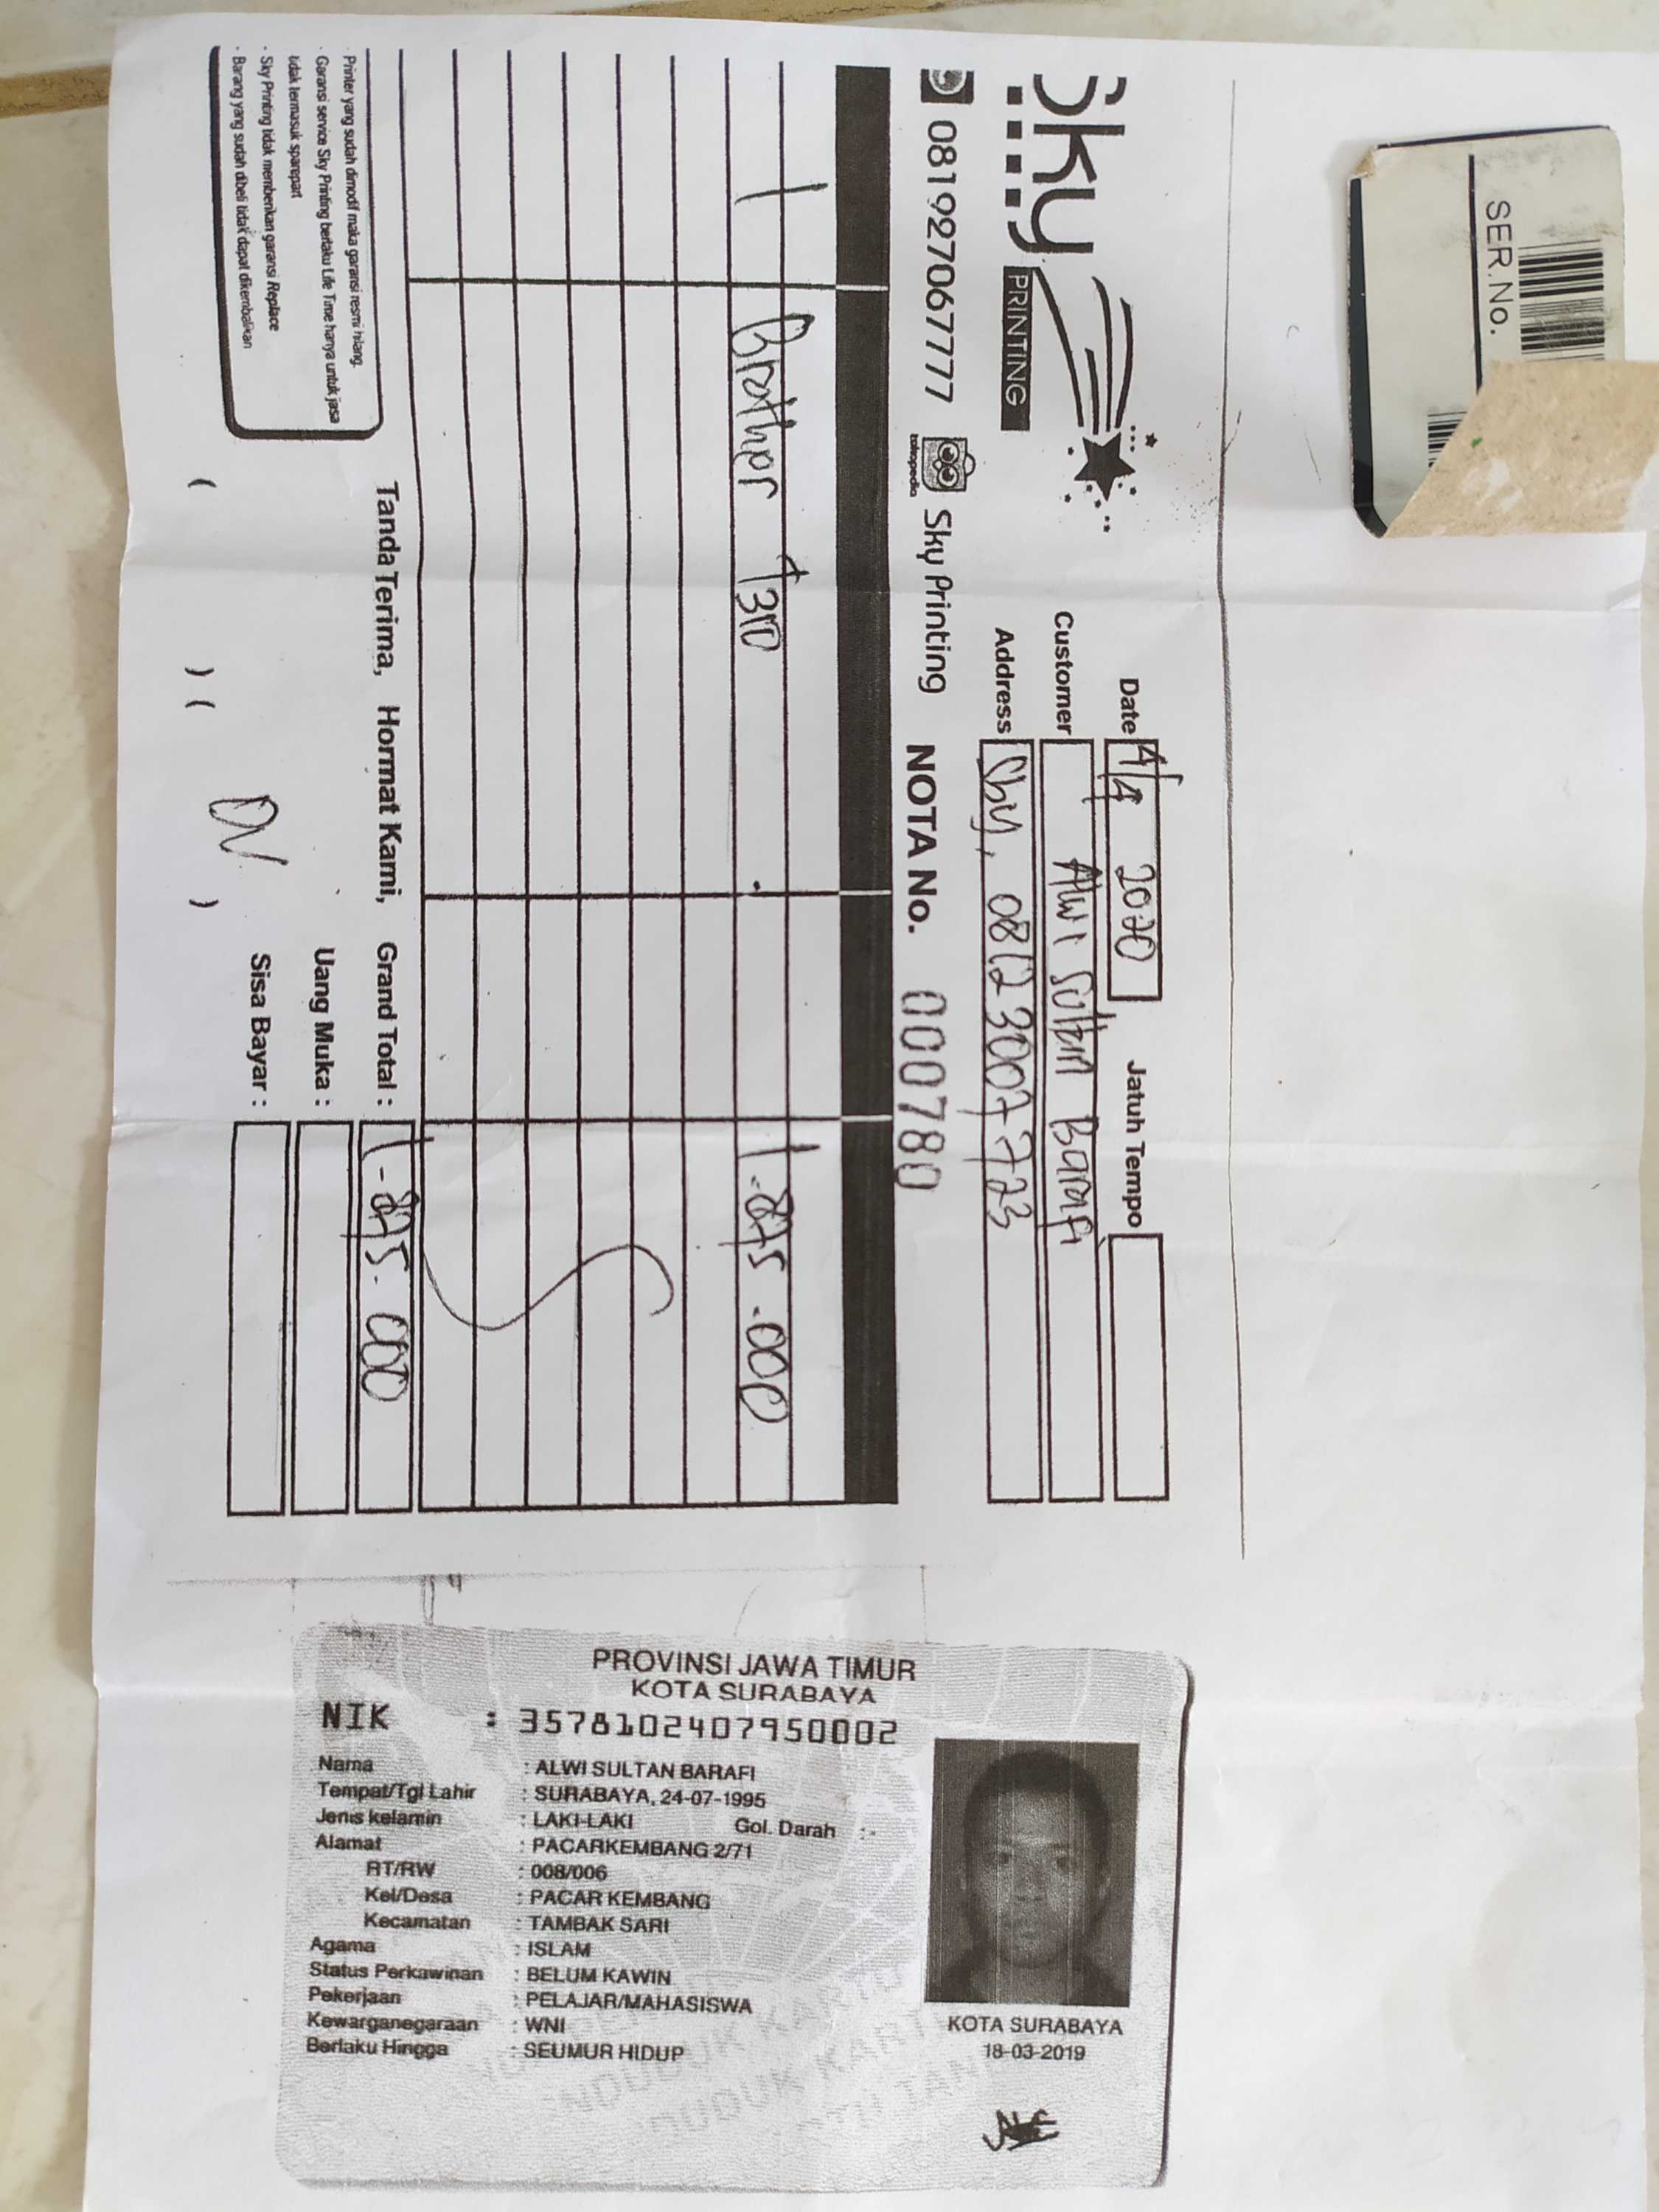 SER.No.
Sky
PRINTING
Date 4/4 2020 Jatuh Tempo
Customer Alwi Sultan Barafi
Address Sby, 081230077723
081927067777 tokopedia Sky Printing NOTA No. 000780
1 Brother T310 1.875.000
Tanda Terima, Hormat Kami, Grand Total : 1.875.000
Uang Muka :
Sisa Bayar :
( ) ( )
· Printer yang sudah dimodif maka garansi resmi hilang.
· Garansi service Sky Printing berlaku Life Time hanya untuk jasa
tidak termasuk sparepart
· Sky Printing tidak memberikan garansi Replace
· Barang yang sudah dibeli tidak dapat dikembalikan
PROVINSI JAWA TIMUR
KOTA SURABAYA
NIK : 3578102407950002
Nama : ALWI SULTAN BARAFI
Tempat/Tgl Lahir : SURABAYA, 24-07-1995
Jenis kelamin : LAKI-LAKI Gol. Darah : -
Alamat : PACARKEMBANG 2/71
RT/RW : 008/006
Kel/Desa : PACAR KEMBANG
Kecamatan : TAMBAK SARI
Agama : ISLAM
Status Perkawinan : BELUM KAWIN
Pekerjaan : PELAJAR/MAHASISWA
Kewarganegaraan : WNI
Berlaku Hingga : SEUMUR HIDUP
KOTA SURABAYA
18-03-2019